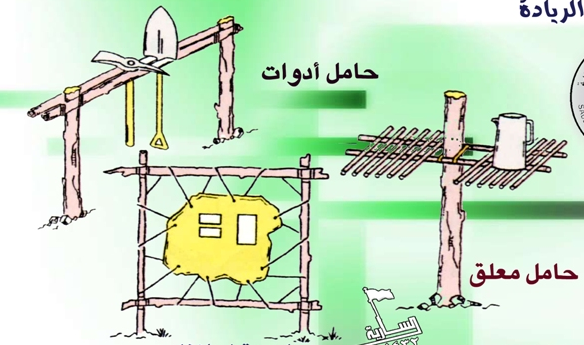 الريادة
حامل أدوات
حامل معلق